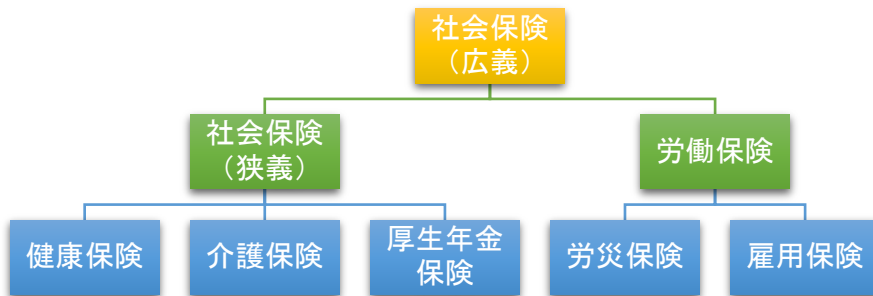 社会保険
（広義）
社会保険
（狭義）
労働保険
健康保険
介護保険
厚生年金
保険
労災保険
雇用保険